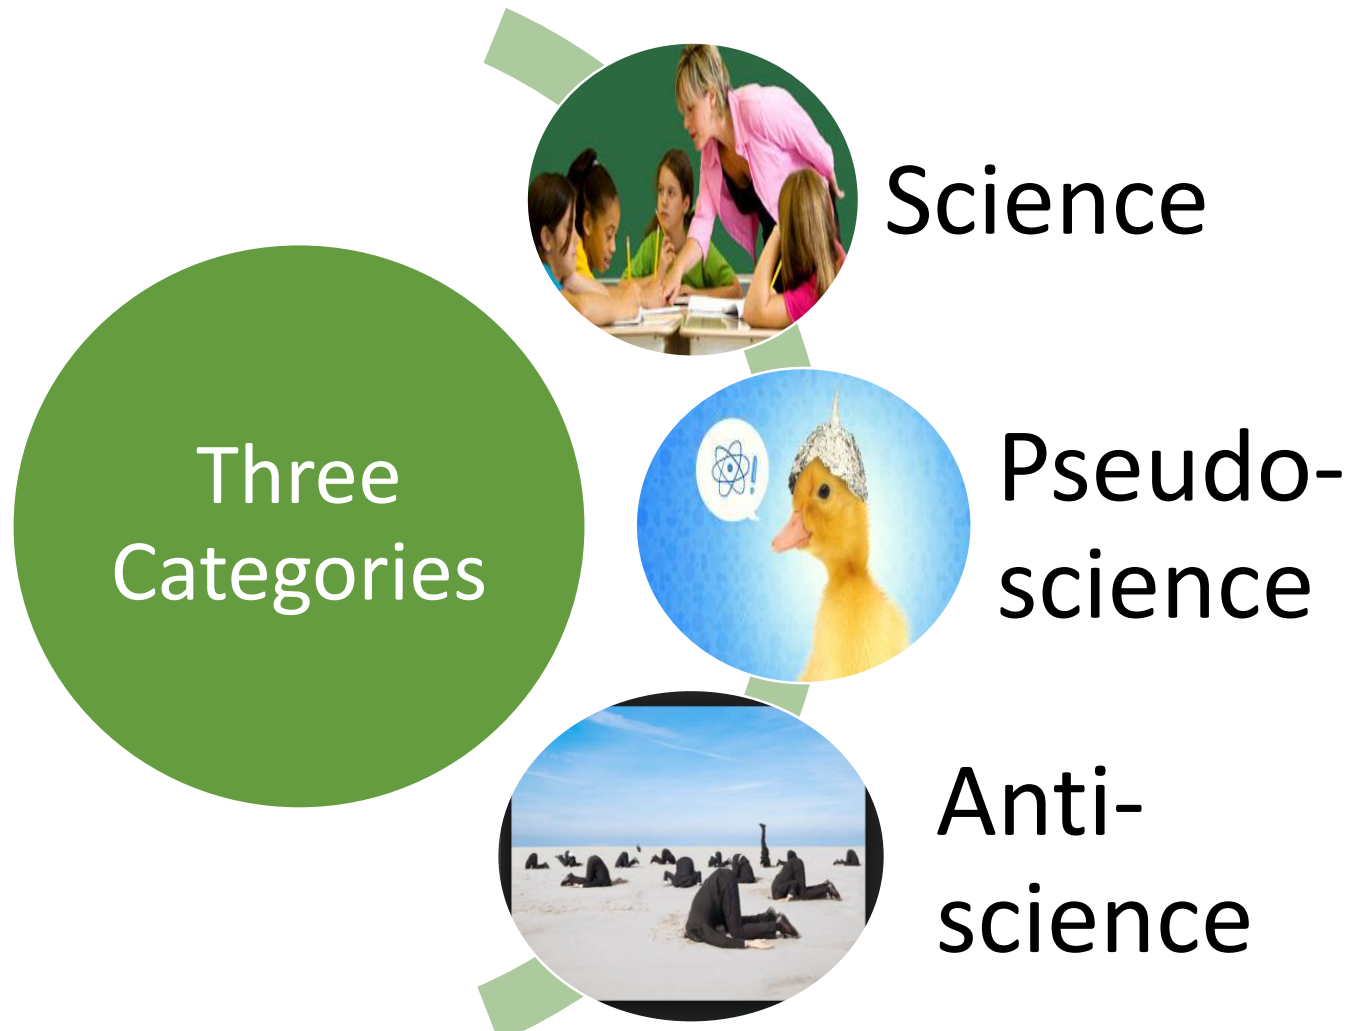 Three
Categories
Science
Pseudo-
science
Anti-
science